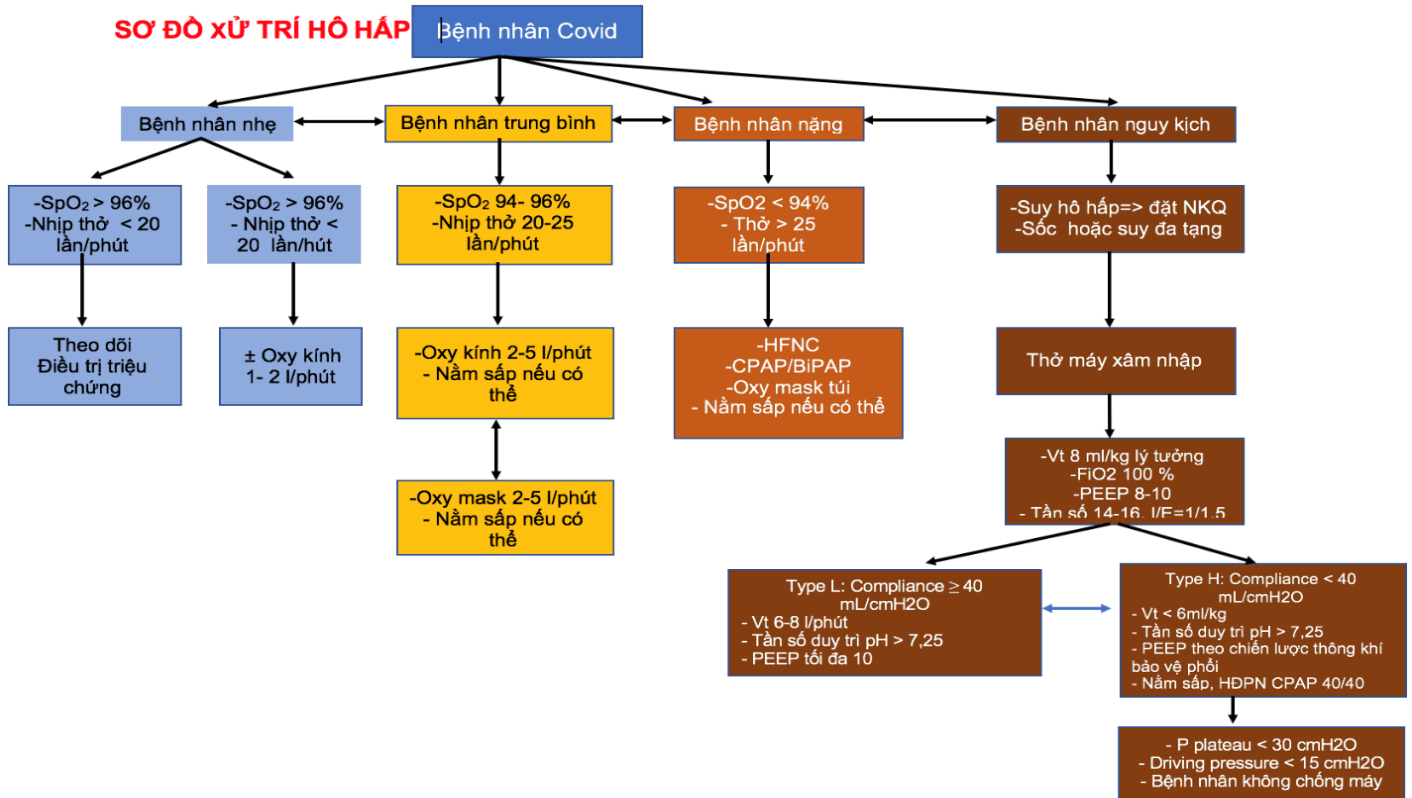 SƠ ĐỒ XỬ TRÍ HÔ HẤP
Bệnh nhân Covid
Bệnh nhân nhẹ
Bệnh nhân trung bình
Bệnh nhân nặng
Bệnh nhân nguy kịch
-SpO₂ > 96%
-Nhịp thở < 20
lần/phút
-SpO₂ > 96%
- Nhịp thở <
20 lần/hút
-SpO₂ 94- 96%
-Nhịp thở 20-25
lần/phút
-SpO2 < 94%
- Thở > 25
lần/phút
-Suy hô hấp=> đặt NKQ
-Sốc hoặc suy đa tạng
Theo dõi
Điều trị triệu
chứng
± Oxy kính
1- 2 l/phút
-Oxy kính 2-5 l/phút
- Nằm sấp nếu có
thể
-HFNC
-CPAP/BiPAP
-Oxy mask túi
- Nằm sấp nếu có thể
Thở máy xâm nhập
-Oxy mask 2-5 l/phút
- Nằm sấp nếu có
thể
-Vt 8 ml/kg lý tưởng
-FiO2 100 %
-PEEP 8-10
- Tần số 14-16, I/E=1/1.5
Type L: Compliance ≥ 40
mL/cmH2O
- Vt 6-8 l/phút
- Tần số duy trì pH > 7,25
- PEEP tối đa 10
Type H: Compliance < 40
mL/cmH2O
- Vt < 6ml/kg
- Tần số duy trì pH > 7,25
- PEEP theo chiến lược thông khí
bảo vệ phổi
- Nằm sấp, HĐPN CPAP 40/40
- P plateau < 30 cmH2O
- Driving pressure < 15 cmH2O
- Bệnh nhân không chống máy